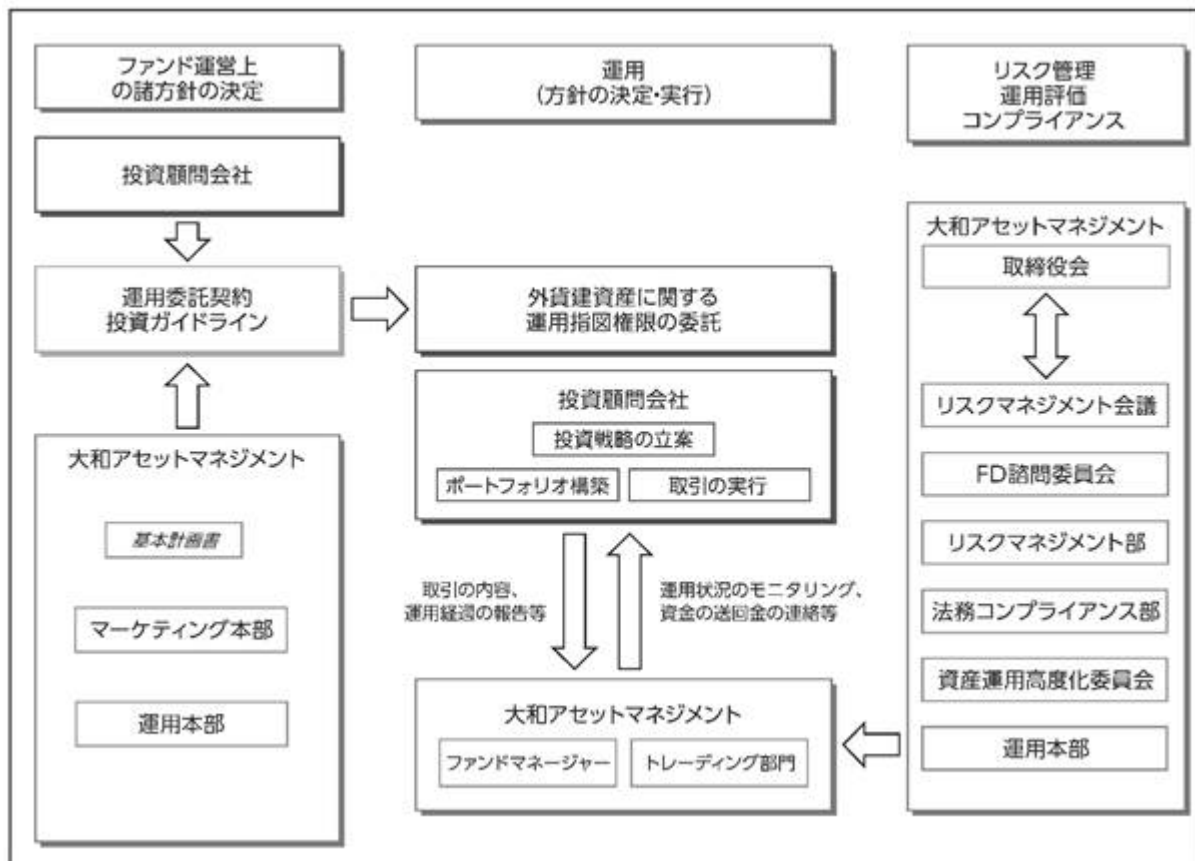 ファンド運営上
の諸方針の決定
投資顧問会社
運用委託契約
投資ガイドライン
大和アセットマネジメント
基本計画書
マーケティング本部
運用本部
運用
(方針の決定・実行)
外貨建資産に関する
運用指図権限の委託
投資顧問会社
投資戦略の立案
ポートフォリオ構築
取引の実行
取引の内容、
運用経過の報告等
運用状況のモニタリング、
資金の送回金の連絡等
大和アセットマネジメント
ファンドマネージャー
トレーディング部門
リスク管理
運用評価
コンプライアンス
大和アセットマネジメント
取締役会
リスクマネジメント会議
FD諮問委員会
リスクマネジメント部
法務コンプライアンス部
資産運用高度化委員会
運用本部